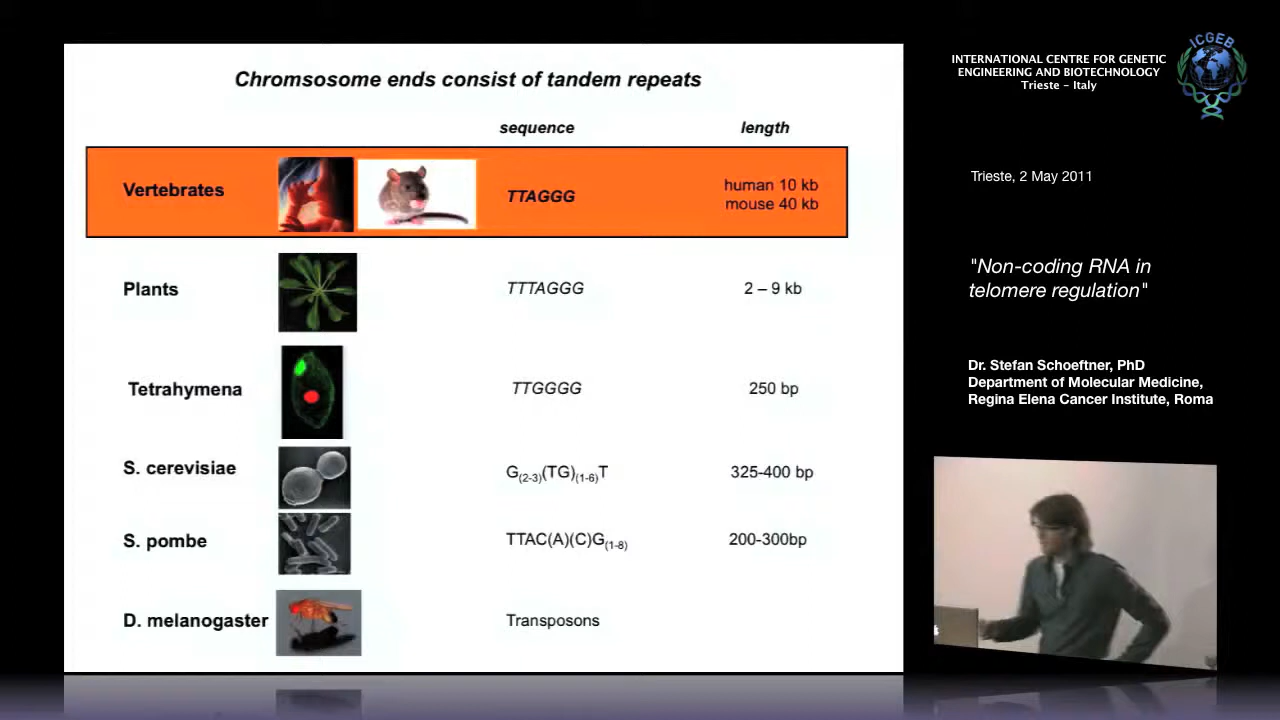 Chromsosome ends consist of tandem repeats
sequence length
Vertebrates TTAGGG human 10 kb
mouse 40 kb
Plants TTTAGGG 2 – 9 kb
Tetrahymena TTGGGG 250 bp
S. cerevisiae G(2-3)(TG)(1-6)T 325-400 bp
S. pombe TTAC(A)(C)G(1-8) 200-300bp
D. melanogaster Transposons
INTERNATIONAL CENTRE FOR GENETIC
ENGINEERING AND BIOTECHNOLOGY
Trieste - Italy
ICGEB
Trieste, 2 May 2011
"Non-coding RNA in
telomere regulation"
Dr. Stefan Schoeftner, PhD
Department of Molecular Medicine,
Regina Elena Cancer Institute, Roma